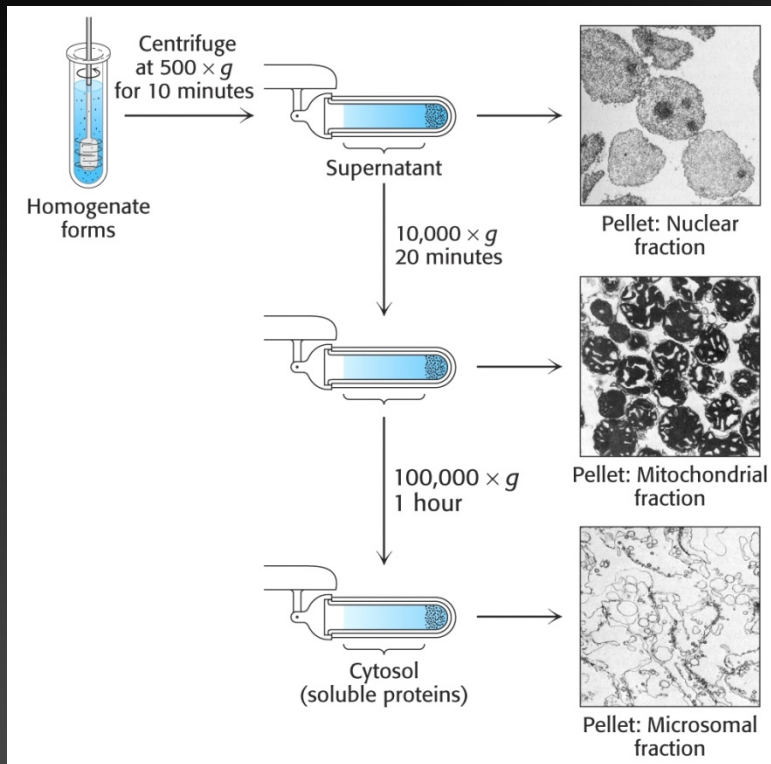 Centrifuge
at 500 × g
for 10 minutes
Homogenate
forms
Supernatant
Pellet: Nuclear
fraction
10,000 × g
20 minutes
Pellet: Mitochondrial
fraction
100,000 × g
1 hour
Cytosol
(soluble proteins)
Pellet: Microsomal
fraction